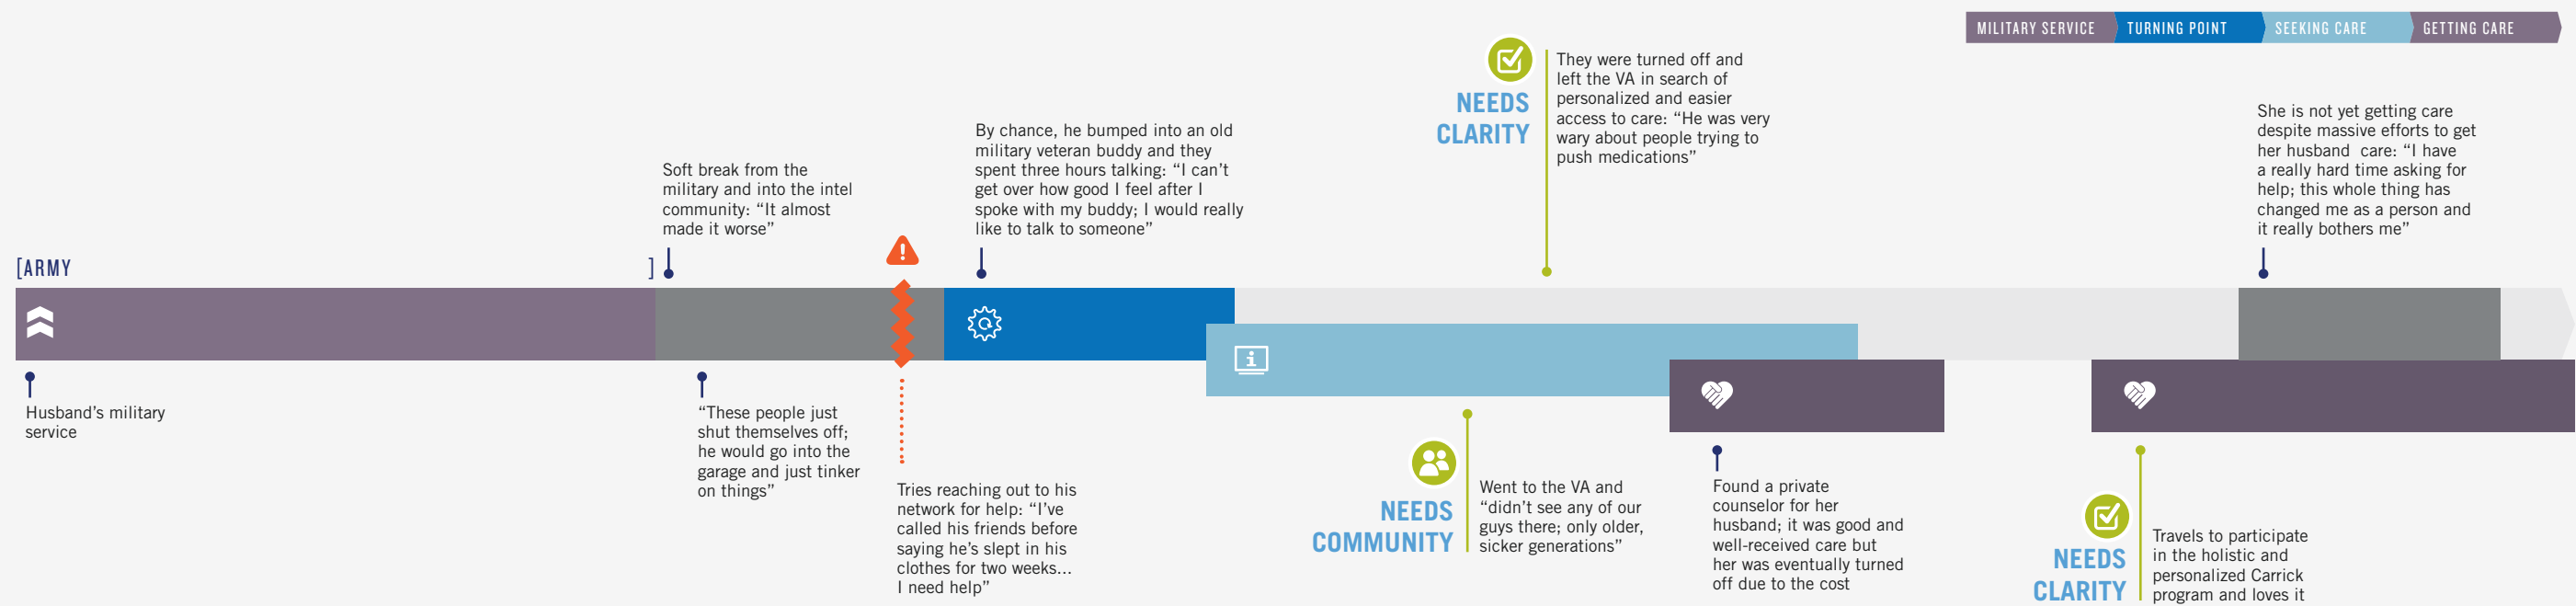 MILITARY SERVICE
TURNING POINT
SEEKING CARE
GETTING CARE
[ARMY ]
Husband's military
service
Soft break from the
military and into the intel
community: “It almost
made it worse”
“These people just
shut themselves off;
he would go into the
garage and just tinker
on things”
Tries reaching out to his
network for help: “I've
called his friends before
saying he's slept in his
clothes for two weeks...
I need help”
By chance, he bumped into an old
military veteran buddy and they
spent three hours talking: “I can't
get over how good I feel after I
spoke with my buddy; I would really
like to talk to someone”
NEEDS
COMMUNITY
Went to the VA and
“didn't see any of our
guys there; only older,
sicker generations”
NEEDS
CLARITY
They were turned off and
left the VA in search of
personalized and easier
access to care: “He was very
wary about people trying to
push medications”
Found a private
counselor for her
husband; it was good and
well-received care but
her was eventually turned
off due to the cost
NEEDS
CLARITY
Travels to participate
in the holistic and
personalized Carrick
program and loves it
She is not yet getting care
despite massive efforts to get
her husband  care: “I have
a really hard time asking for
help; this whole thing has
changed me as a person and
it really bothers me”